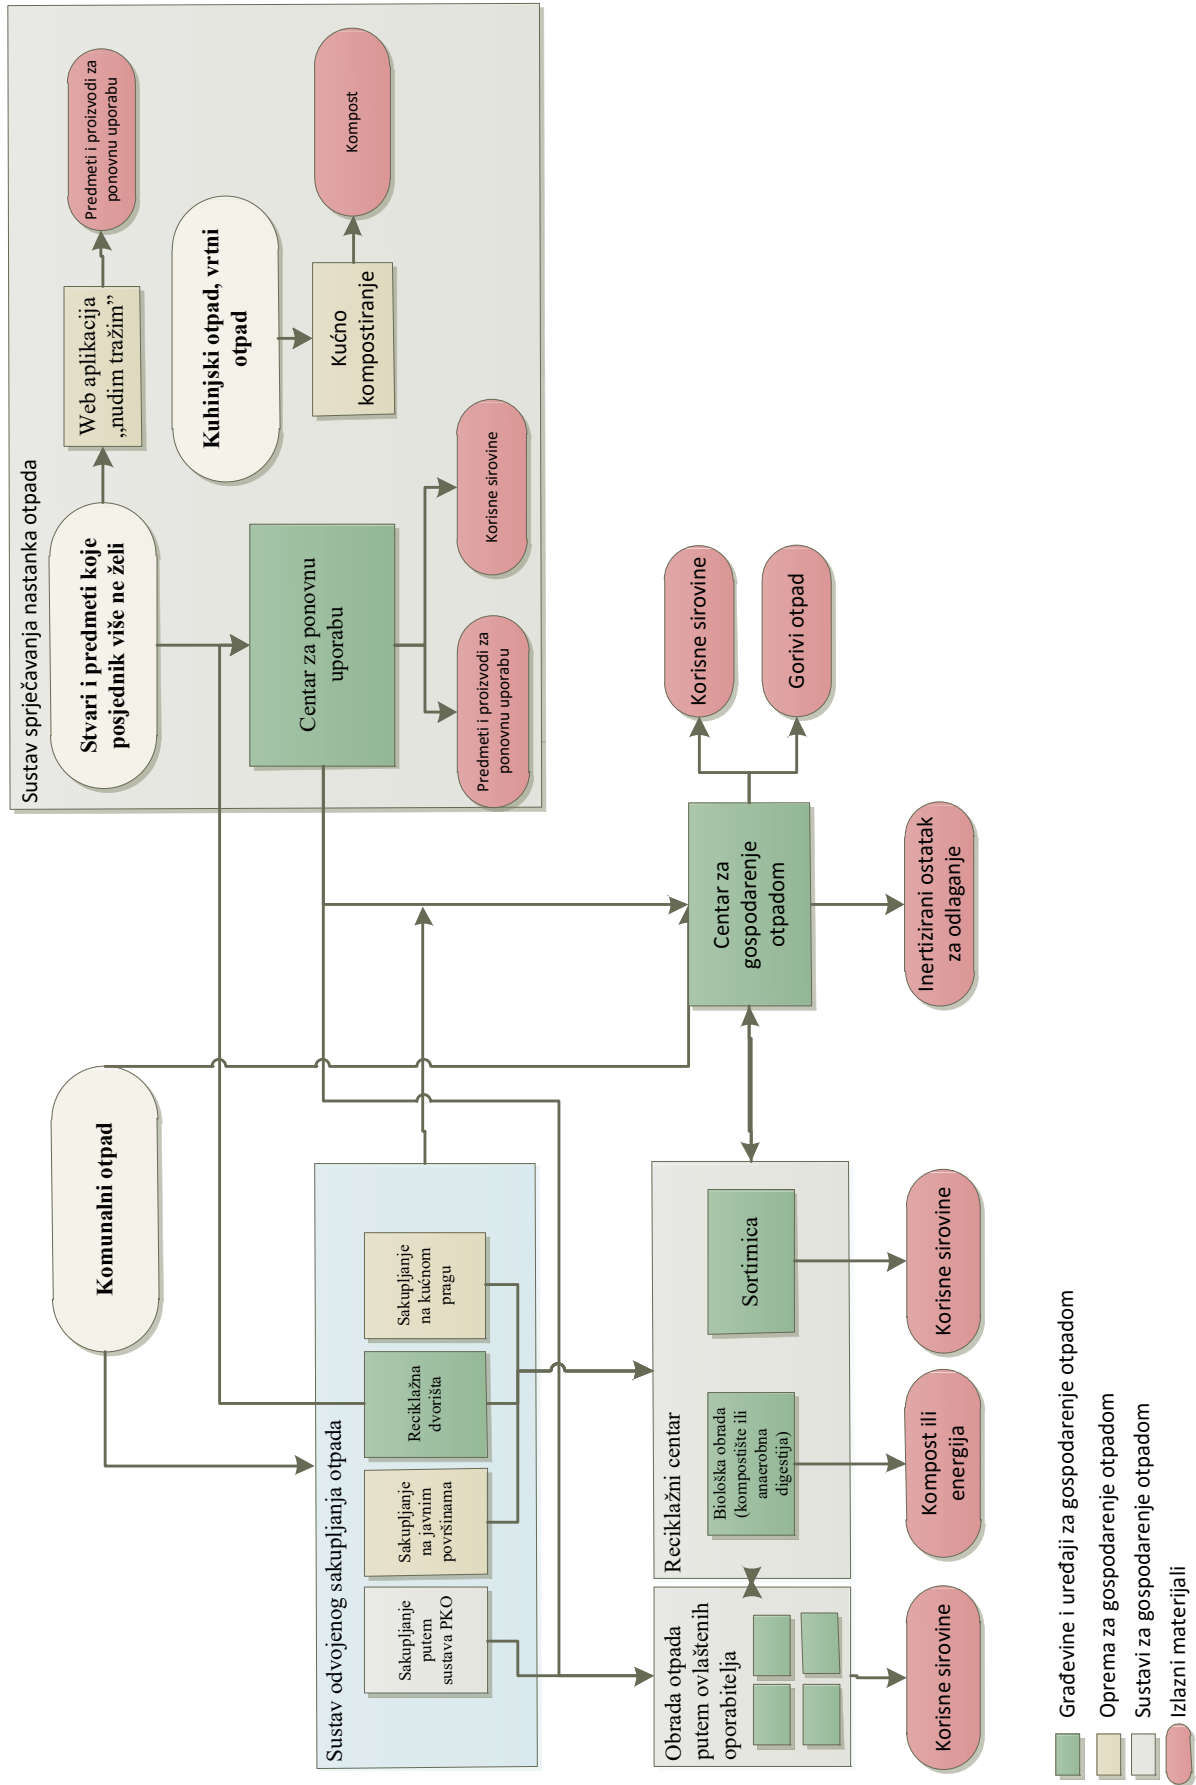 Sustav sprječavanja nastanka otpada
Stvari i predmeti koje
posjednik više ne želi
Web aplikacija
„nudim tražim”
Predmeti i proizvodi za
ponovnu uporabu
Kuhinjski otpad, vrtni
otpad
Kućno
kompostiranje
Kompost
Centar za ponovnu
uporabu
Predmeti i proizvodi za
ponovnu uporabu
Korisne sirovine
Komunalni otpad
Sustav odvojenog sakupljanja otpada
Sakupljanje
putem
sustava PKO
Sakupljanje
na javnim
površinama
Reciklažna
dvorišta
Sakupljanje
na kućnom
pragu
Obrada otpada
putem ovlaštenih
oporabitelja
Korisne sirovine
Reciklažni centar
Biološka obrada
(kompostište ili
anaerobna
digestija)
Sortirnica
Kompost ili
energija
Korisne sirovine
Centar za
gospodarenje
otpadom
Korisne sirovine
Gorivi otpad
Inertizirani ostatak
za odlaganje
Građevine i uređaji za gospodarenje otpadom
Oprema za gospodarenje otpadom
Sustavi za gospodarenje otpadom
Izlazni materijali